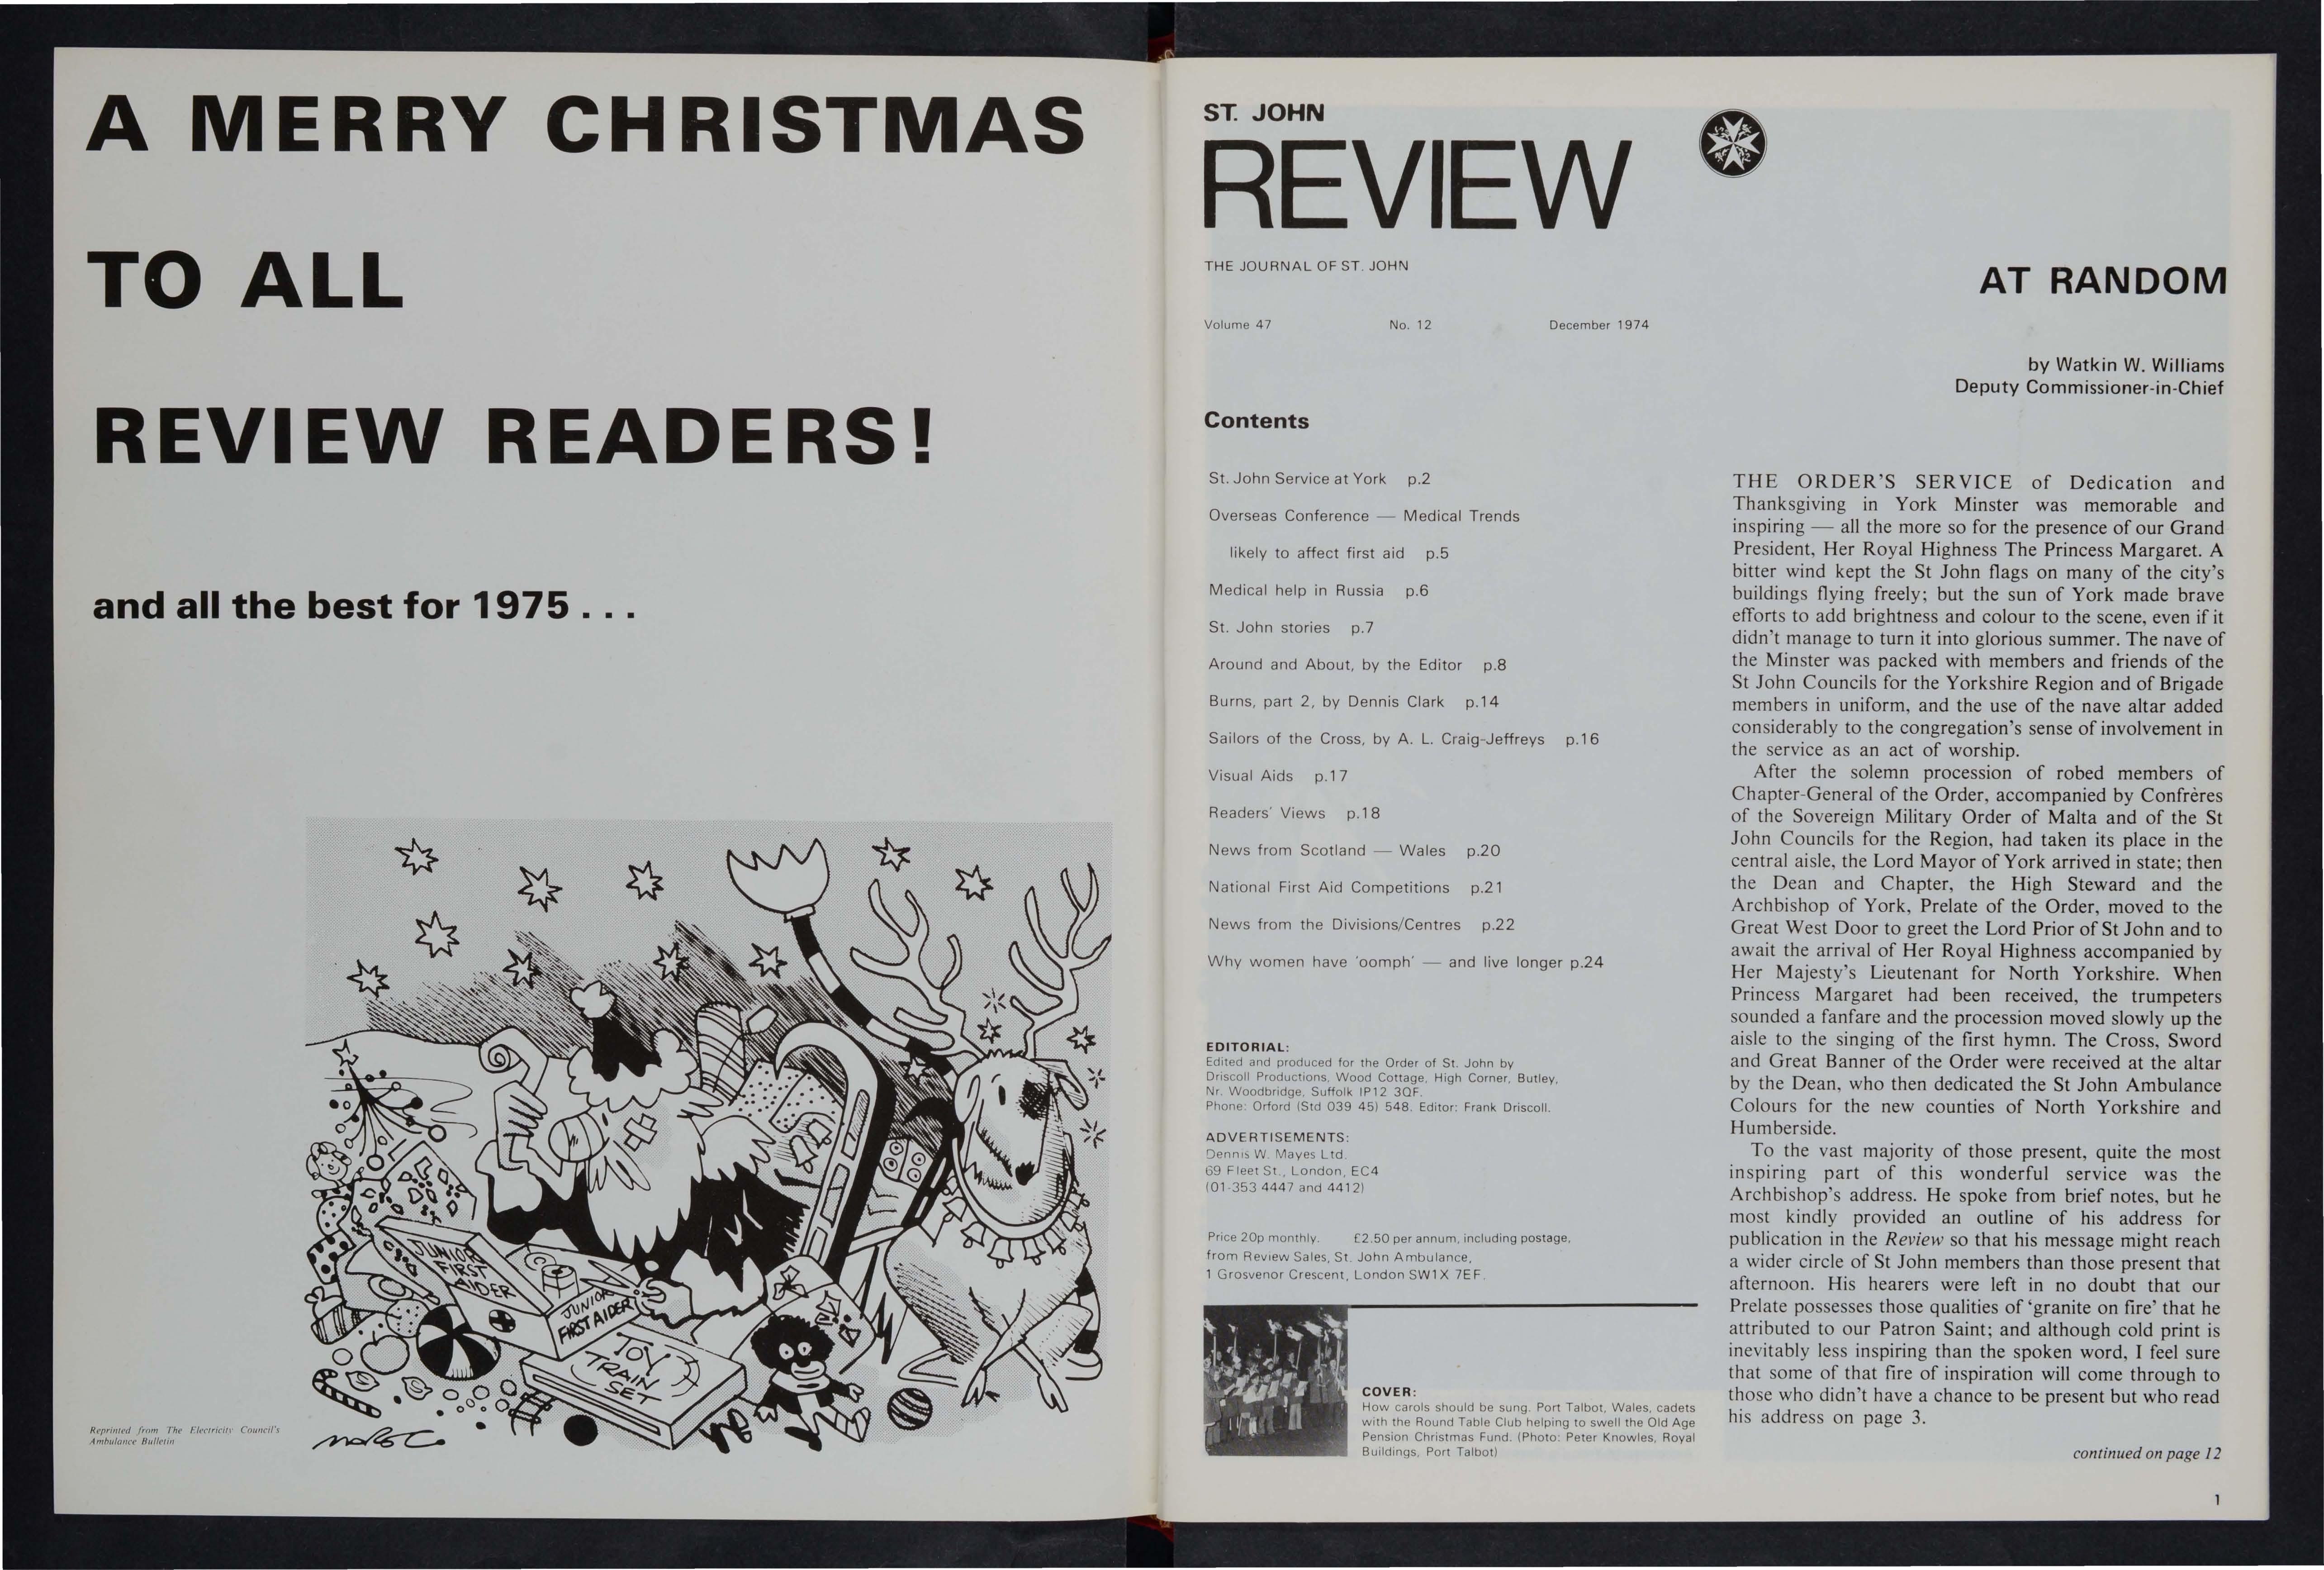 A MERRY CHRISTMAS
TO ALL
REVIEW READERS!
and all the best for 1975 . . .
JUNIOR
FIRST
AIDER
JUNIOR
FIRST AIDER
TOY
TRAIN
SET
Reprinted from The Electricity Council's
Ambulance Bulletin
ST. JOHN
REVIEW
THE JOURNAL OF ST. JOHN
Volume 47 No. 12 December 1974
Contents
St. John Service at York p.2
Overseas Conference — Medical Trends
likely to affect first aid p.5
Medical help in Russia p.6
St. John stories p.7
Around and About, by the Editor p.8
Burns, part 2, by Dennis Clark p.14
Sailors of the Cross, by A. L. Craig-Jeffreys p.16
Visual Aids p.17
Readers' Views p.18
News from Scotland — Wales p.20
National First Aid Competitions p.21
News from the Divisions/Centres p.22
Why women have 'oomph' — and live longer p.24
EDITORIAL:
Edited and produced for the Order of St. John by
Driscoll Productions, Wood Cottage, High Corner, Butley,
Nr. Woodbridge, Suffolk IP12 3QF.
Phone: Orford (Std 039 45) 548. Editor: Frank Driscoll.
ADVERTISEMENTS:
Dennis W. Mayes Ltd.
69 Fleet St., London, EC4
(01-353 4447 and 4412)
Price 20p monthly. £2.50 per annum, including postage,
from Review Sales, St. John Ambulance,
1 Grosvenor Crescent, London SW1X 7EF.
COVER:
How carols should be sung. Port Talbot, Wales, cadets
with the Round Table Club helping to swell the Old Age
Pension Christmas Fund. (Photo: Peter Knowles, Royal
Buildings, Port Talbot)
AT RANDOM
by Watkin W. Williams
Deputy Commissioner-in-Chief
THE ORDER'S SERVICE of Dedication and
Thanksgiving in York Minster was memorable and
inspiring — all the more so for the presence of our Grand
President, Her Royal Highness The Princess Margaret. A
bitter wind kept the St John flags on many of the city's
buildings flying freely; but the sun of York made brave
efforts to add brightness and colour to the scene, even if it
didn't manage to turn it into glorious summer. The nave of
the Minster was packed with members and friends of the
St John Councils for the Yorkshire Region and of Brigade
members in uniform, and the use of the nave altar added
considerably to the congregation's sense of involvement in
the service as an act of worship.
After the solemn procession of robed members of
Chapter-General of the Order, accompanied by Confrères
of the Sovereign Military Order of Malta and of the St
John Councils for the Region, had taken its place in the
central aisle, the Lord Mayor of York arrived in state; then
the Dean and Chapter, the High Steward and the
Archbishop of York, Prelate of the Order, moved to the
Great West Door to greet the Lord Prior of St John and to
await the arrival of Her Royal Highness accompanied by
Her Majesty's Lieutenant for North Yorkshire. When
Princess Margaret had been received, the trumpeters
sounded a fanfare and the procession moved slowly up the
aisle to the singing of the first hymn. The Cross, Sword
and Great Banner of the Order were received at the altar
by the Dean, who then dedicated the St John Ambulance
Colours for the new counties of North Yorkshire and
Humberside.
To the vast majority of those present, quite the most
inspiring part of this wonderful service was the
Archbishop's address. He spoke from brief notes, but he
most kindly provided an outline of his address for
publication in the Review so that his message might reach
a wider circle of St John members than those present that
afternoon. His hearers were left in no doubt that our
Prelate possesses those qualities of 'granite on fire' that he
attributed to our Patron Saint; and although cold print is
inevitably less inspiring than the spoken word, I feel sure
that some of that fire of inspiration will come through to
those who didn't have a chance to be present but who read
his address on page 3.
continued on page 12
1